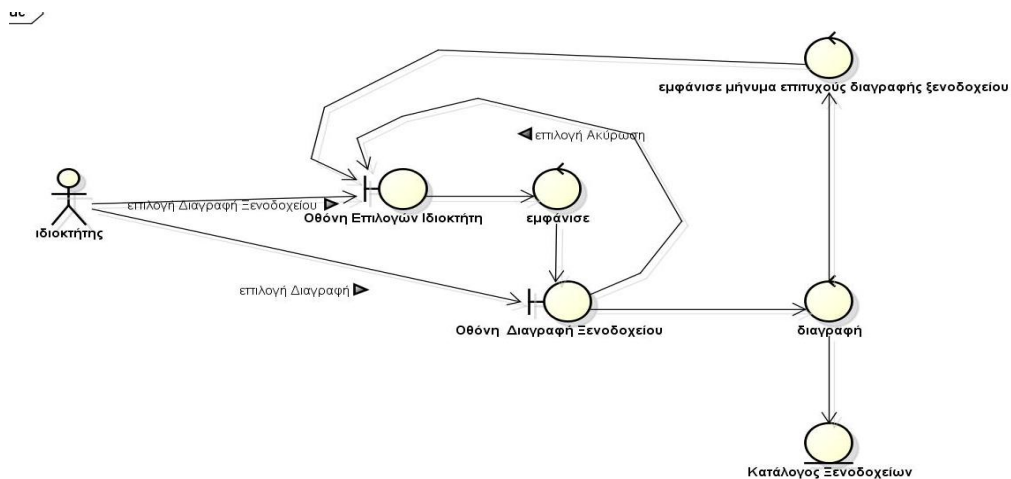 εμφάνισε μήνυμα επιτυχούς διαγραφής ξενοδοχείου
επιλογή Ακύρωση
επιλογή Διαγραφή Ξενοδοχείου
Οθόνη Επιλογών Ιδιοκτήτη
εμφάνισε
ιδιοκτήτης
επιλογή Διαγραφή
Οθόνη Διαγραφή Ξενοδοχείου
διαγραφή
Κατάλογος Ξενοδοχείων